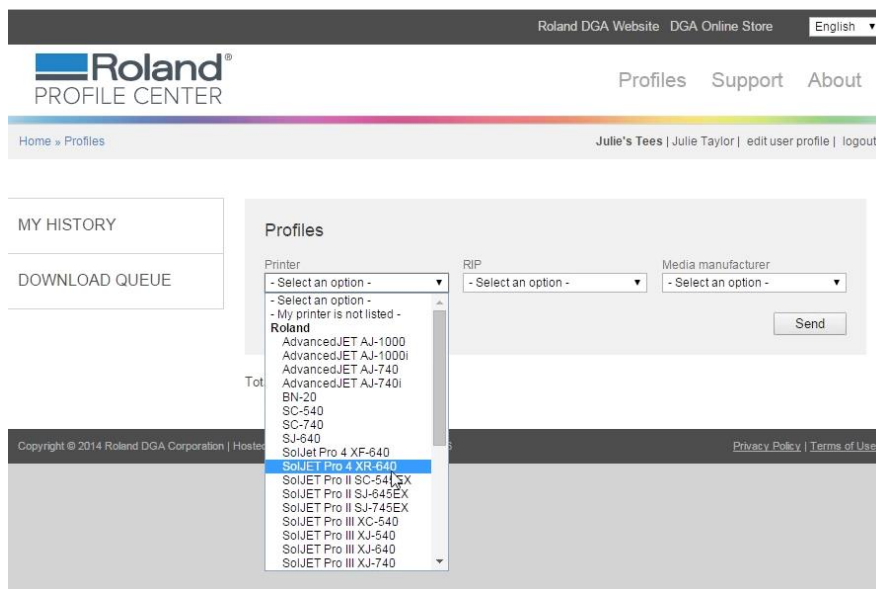 Roland DGA Website DGA Online Store English
Roland®
PROFILE CENTER
Profiles Support About
Home » Profiles
Julie's Tees | Julie Taylor | edit user profile | logout
MY HISTORY
DOWNLOAD QUEUE
Profiles
Printer RIP Media manufacturer
- Select an option - - Select an option - - Select an option -
- Select an option -
- My printer is not listed -
Roland
AdvancedJET AJ-1000
AdvancedJET AJ-1000i
AdvancedJET AJ-740
AdvancedJET AJ-740i
BN-20
SC-540
SC-740
SJ-640
SolJet Pro 4 XF-640
SolJET Pro 4 XR-640
SolJET Pro II SC-545EX
SolJET Pro II SJ-645EX
SolJET Pro II SJ-745EX
SolJET Pro III XC-540
SolJET Pro III XJ-540
SolJET Pro III XJ-640
SolJET Pro III XJ-740
Send
Copyright © 2014 Roland DGA Corporation |
Privacy Policy | Terms of Use